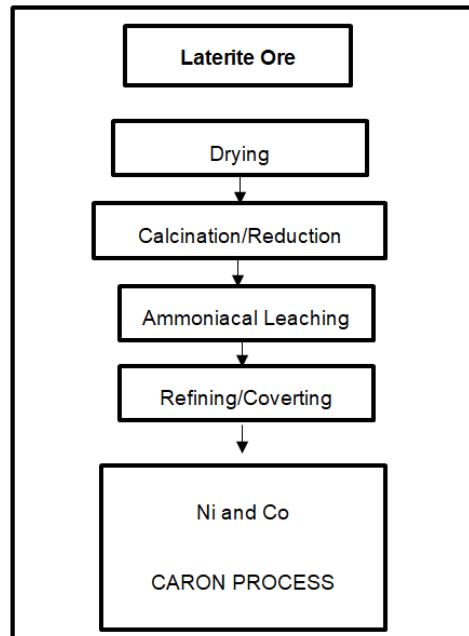 Laterite Ore
Drying
Calcination/Reduction
Ammoniacal Leaching
Refining/Coverting
Ni and Co
CARON PROCESS